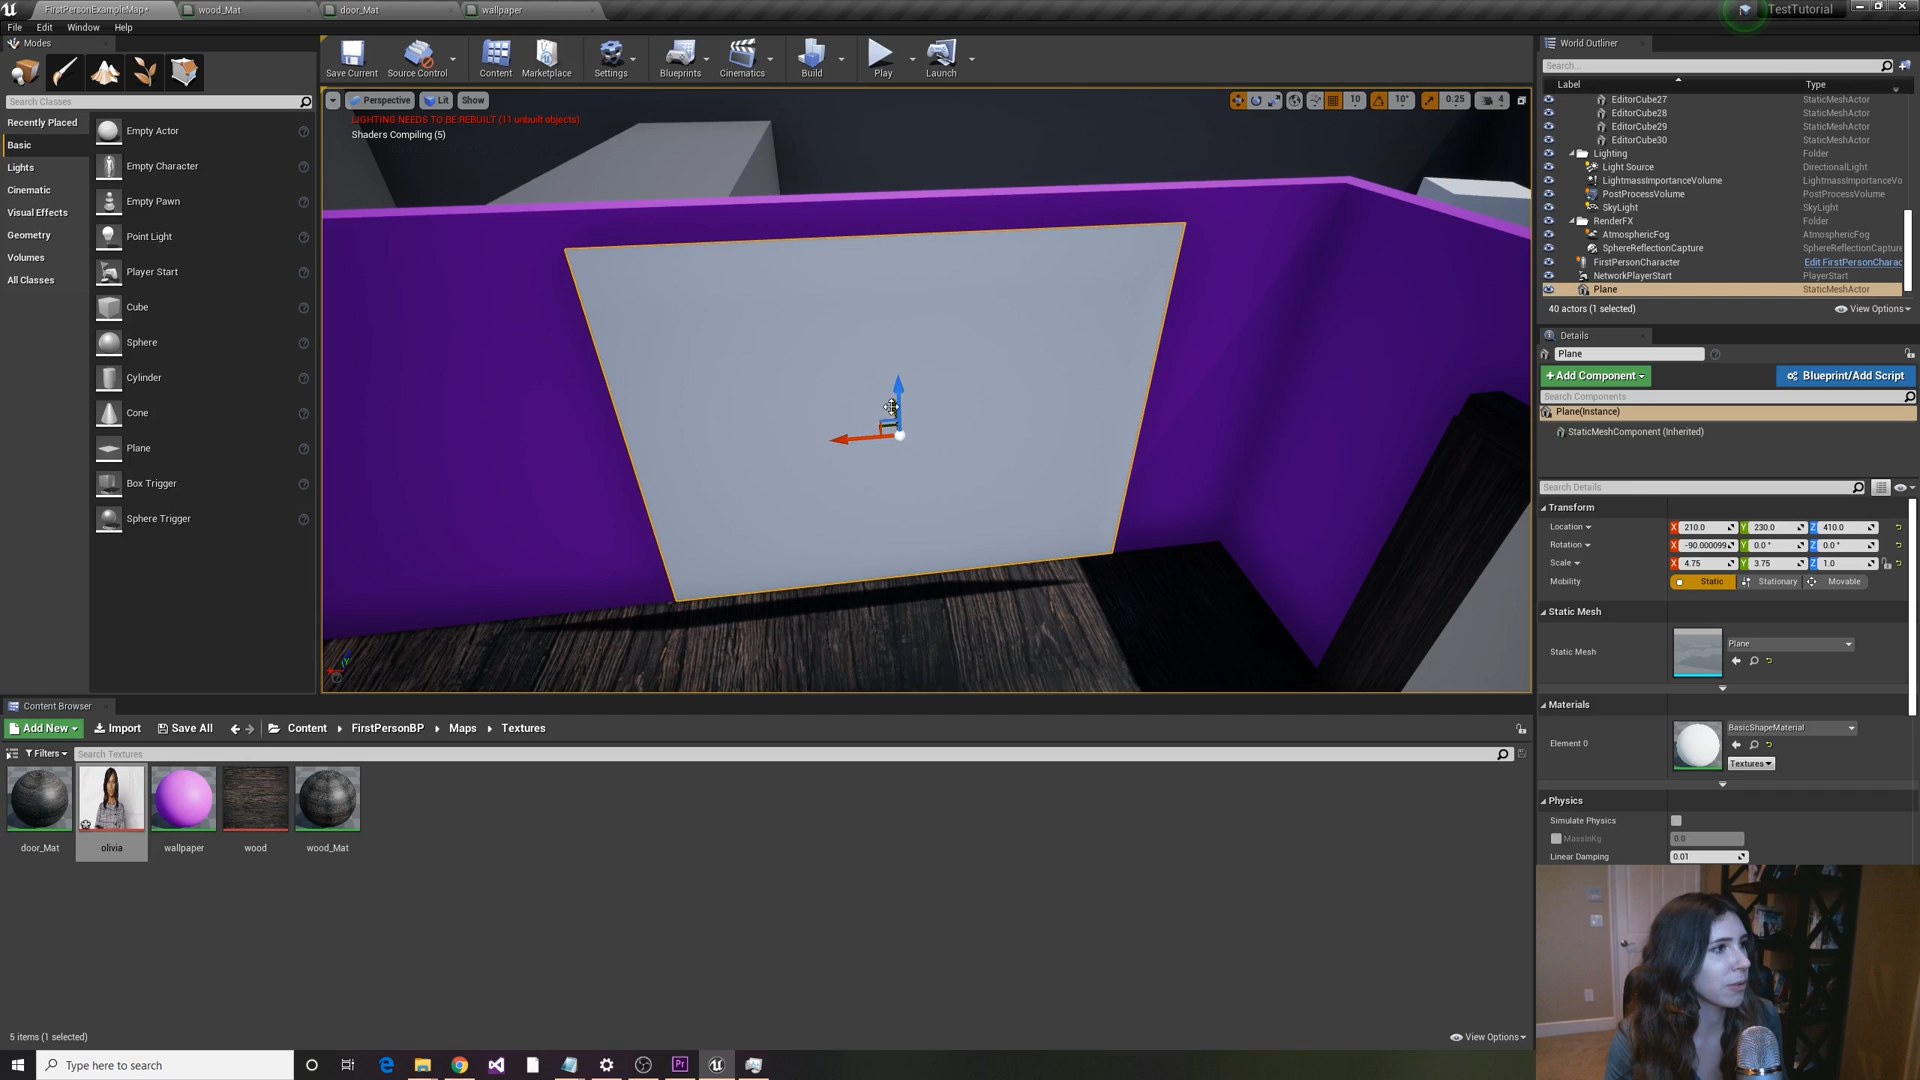 FirstPersonExampleMap*
wood_Mat
door_Mat
wallpaper
TestTutorial
File Edit Window Help
Modes
Search Classes
Recently Placed
Basic
Lights
Cinematic
Visual Effects
Geometry
Volumes
All Classes
Empty Actor
Empty Character
Empty Pawn
Point Light
Player Start
Cube
Sphere
Cylinder
Cone
Plane
Box Trigger
Sphere Trigger
Save Current Source Control Content Marketplace Settings Blueprints Cinematics Build Play Launch
Perspective Lit Show
10 10° 0.25 4
LIGHTING NEEDS TO BE REBUILT (11 unbuilt objects)
Shaders Compiling (5)
World Outliner
Search...
Label Type
EditorCube27 StaticMeshActor
EditorCube28 StaticMeshActor
EditorCube29 StaticMeshActor
EditorCube30 StaticMeshActor
Lighting Folder
Light Source DirectionalLight
LightmassImportanceVolume LightmassImportanceVo
PostProcessVolume PostProcessVolume
SkyLight SkyLight
RenderFX Folder
AtmosphericFog AtmosphericFog
SphereReflectionCapture SphereReflectionCapture
FirstPersonCharacter Edit FirstPersonCharac
NetworkPlayerStart PlayerStart
Plane StaticMeshActor
40 actors (1 selected) View Options
Details
Plane
+Add Component Blueprint/Add Script
Search Components
Plane(Instance)
StaticMeshComponent (Inherited)
Search Details
Transform
Location X 210.0 Y 230.0 Z 410.0
Rotation X -90.000099 Y 0.0 ° Z 0.0 °
Scale X 4.75 Y 3.75 Z 1.0
Mobility Static Stationary Movable
Static Mesh
Static Mesh Plane
Materials
Element 0 BasicShapeMaterial
Textures
Physics
Simulate Physics
MassInKg 0.0
Linear Damping 0.01
Content Browser
Add New Import Save All Content FirstPersonBP Maps Textures
Filters Search Textures
door_Mat olivia wallpaper wood wood_Mat
5 items (1 selected) View Options
Type here to search
Pr